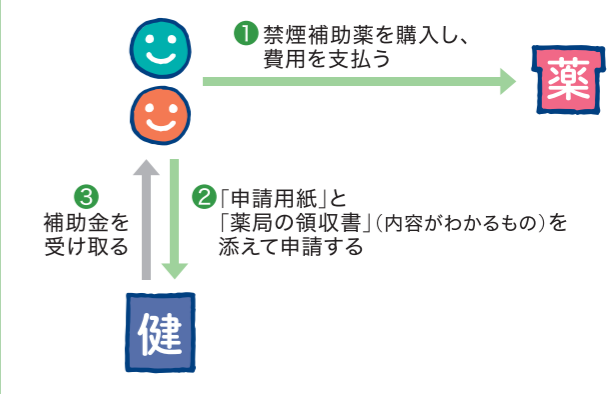 ❶禁煙補助薬を購入し、
費用を支払う
薬
❸
補助金を
受け取る
❷「申請用紙」と
「薬局の領収書」(内容がわかるもの)を
添えて申請する
健